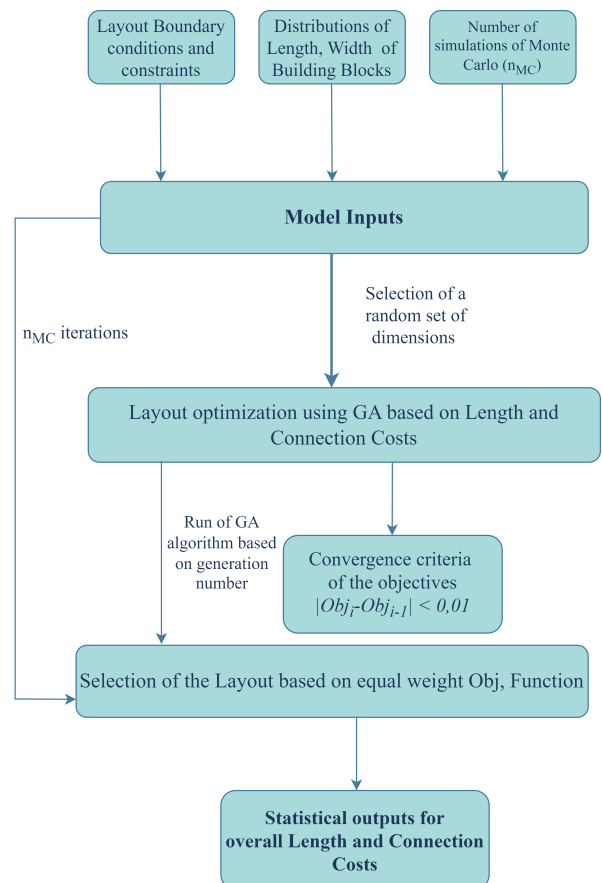 Layout Boundary
conditions and
constraints
Distributions of
Length, Width of
Building Blocks
Number of
simulations of Monte
Carlo (nMC)
Model Inputs
Selection of a
random set of
dimensions
nMC iterations
Layout optimization using GA based on Length and
Connection Costs
Run of GA
algorithm based
on generation
number
Convergence criteria
of the objectives
|Obji-Obji-1| < 0,01
Selection of the Layout based on equal weight Obj, Function
Statistical outputs for
overall Length and Connection
Costs